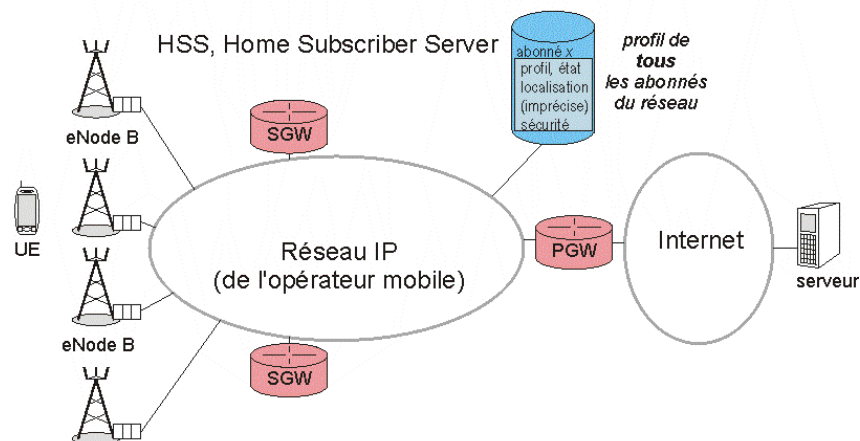 HSS, Home Subscriber Server
abonné x
profil, état
localisation
(imprécise)
sécurité
profil de
tous
les abonnés
du réseau
eNode B
SGW
UE
Réseau IP
(de l'opérateur mobile)
PGW
Internet
serveur
eNode B
SGW